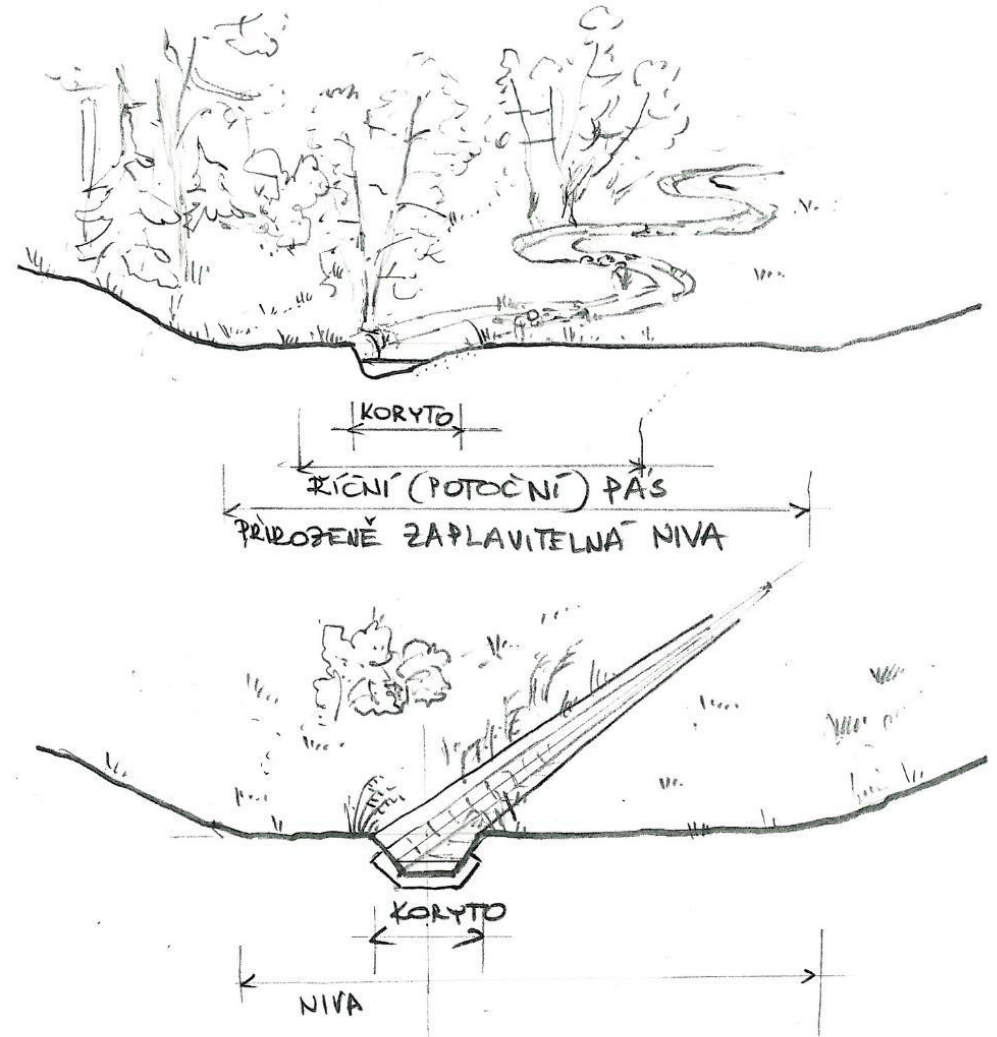 KORYTO
ŘÍČNÍ (POTOČNÍ) PÁS
PŘIROZENĚ ZAPLAVITELNÁ NIVA
KORYTO
NIVA